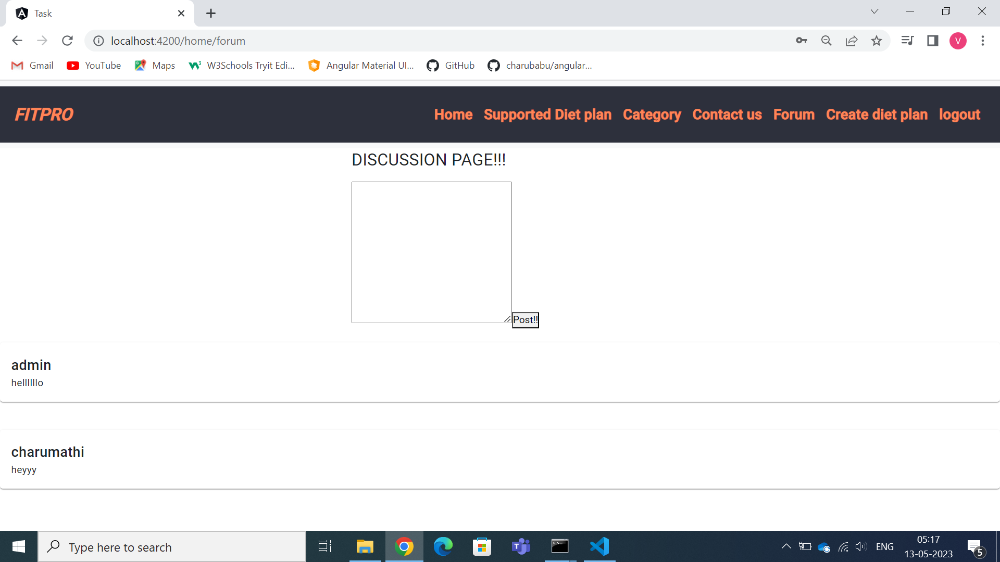 Task
localhost:4200/home/forum
V
Gmail YouTube Maps W3Schools Tryit Edi... Angular Material UI... GitHub charubabu/angular...
FITPRO Home Supported Diet plan Category Contact us Forum Create diet plan logout
DISCUSSION PAGE!!!
Post!!
admin
hellllllo
charumathi
heyyy
Type here to search
ENG
05:17
13-05-2023
5